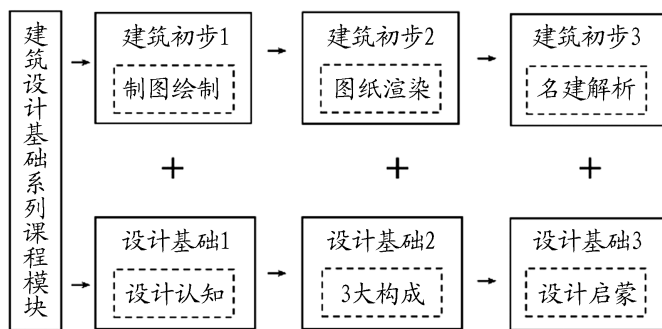 建筑设计基础系列课程模块
建筑初步1
制图绘制
建筑初步2
图纸渲染
建筑初步3
名建解析
+
+
+
设计基础1
设计认知
设计基础2
3大构成
设计基础3
设计启蒙